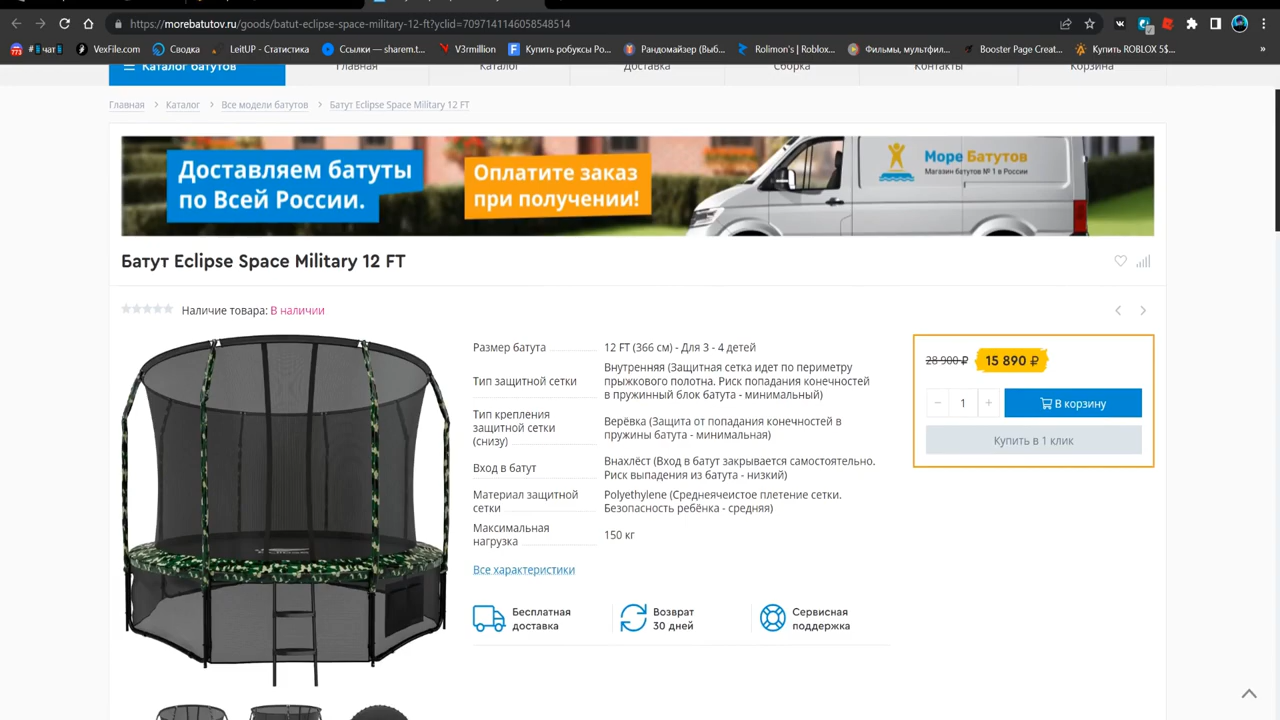 https://morebatutov.ru/goods/batut-eclipse-space-military-12-ft?yclid=7097141146058548514
VexFile.com
Сводка
LeitUP - Статистика
Ссылки — sharem.t...
V3rmillion
Купить робуксы Ро...
Рандомайзер (Выб...
Rolimon's | Roblox...
Фильмы, мультфил...
Booster Page Creat...
Купить ROBLOX 5$...
»
Каталог батутов
Главная
Каталог
Доставка
Сборка
Контакты
Корзина
Главная > Каталог > Все модели батутов > Батут Eclipse Space Military 12 FT
Доставляем батуты
по Всей России.
Оплатите заказ
при получении!
Море Батутов
Магазин батутов № 1 в России
Батут Eclipse Space Military 12 FT
Наличие товара: В наличии
Размер батута
12 FT (366 см) - Для 3 - 4 детей
Тип защитной сетки
Внутренняя (Защитная сетка идет по периметру
прыжкового полотна. Риск попадания конечностей
в пружинный блок батута - минимальный)
Тип крепления
защитной сетки
(снизу)
Верёвка (Защита от попадания конечностей в
пружины батута - минимальная)
Вход в батут
Внахлёст (Вход в батут закрывается самостоятельно.
Риск выпадения из батута - низкий)
Материал защитной
сетки
Polyethylene (Среднеячеистое плетение сетки.
Безопасность ребёнка - средняя)
Максимальная
нагрузка
150 кг
Все характеристики
Бесплатная
доставка
Возврат
30 дней
Сервисная
поддержка
28 900 ₽
15 890 ₽
− 1 +
В корзину
Купить в 1 клик